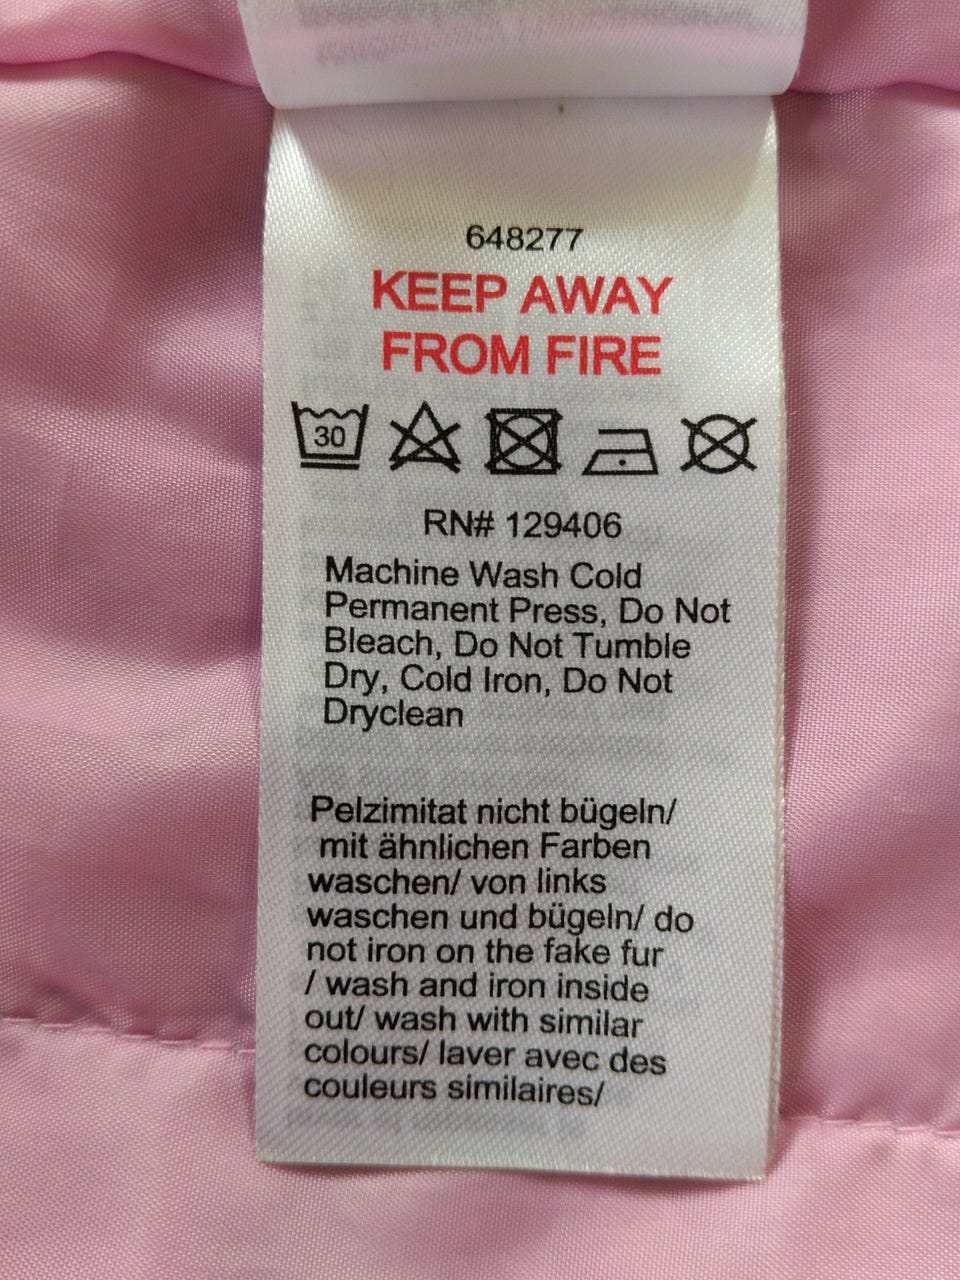 648277
KEEP AWAY
FROM FIRE
30
RN# 129406
Machine Wash Cold
Permanent Press, Do Not
Bleach, Do Not Tumble
Dry, Cold Iron, Do Not
Dryclean
Pelzimitat nicht bügeln/
mit ähnlichen Farben
waschen/ von links
waschen und bügeln/ do
not iron on the fake fur
/ wash and iron inside
out/ wash with similar
colours/ laver avec des
couleurs similaires/